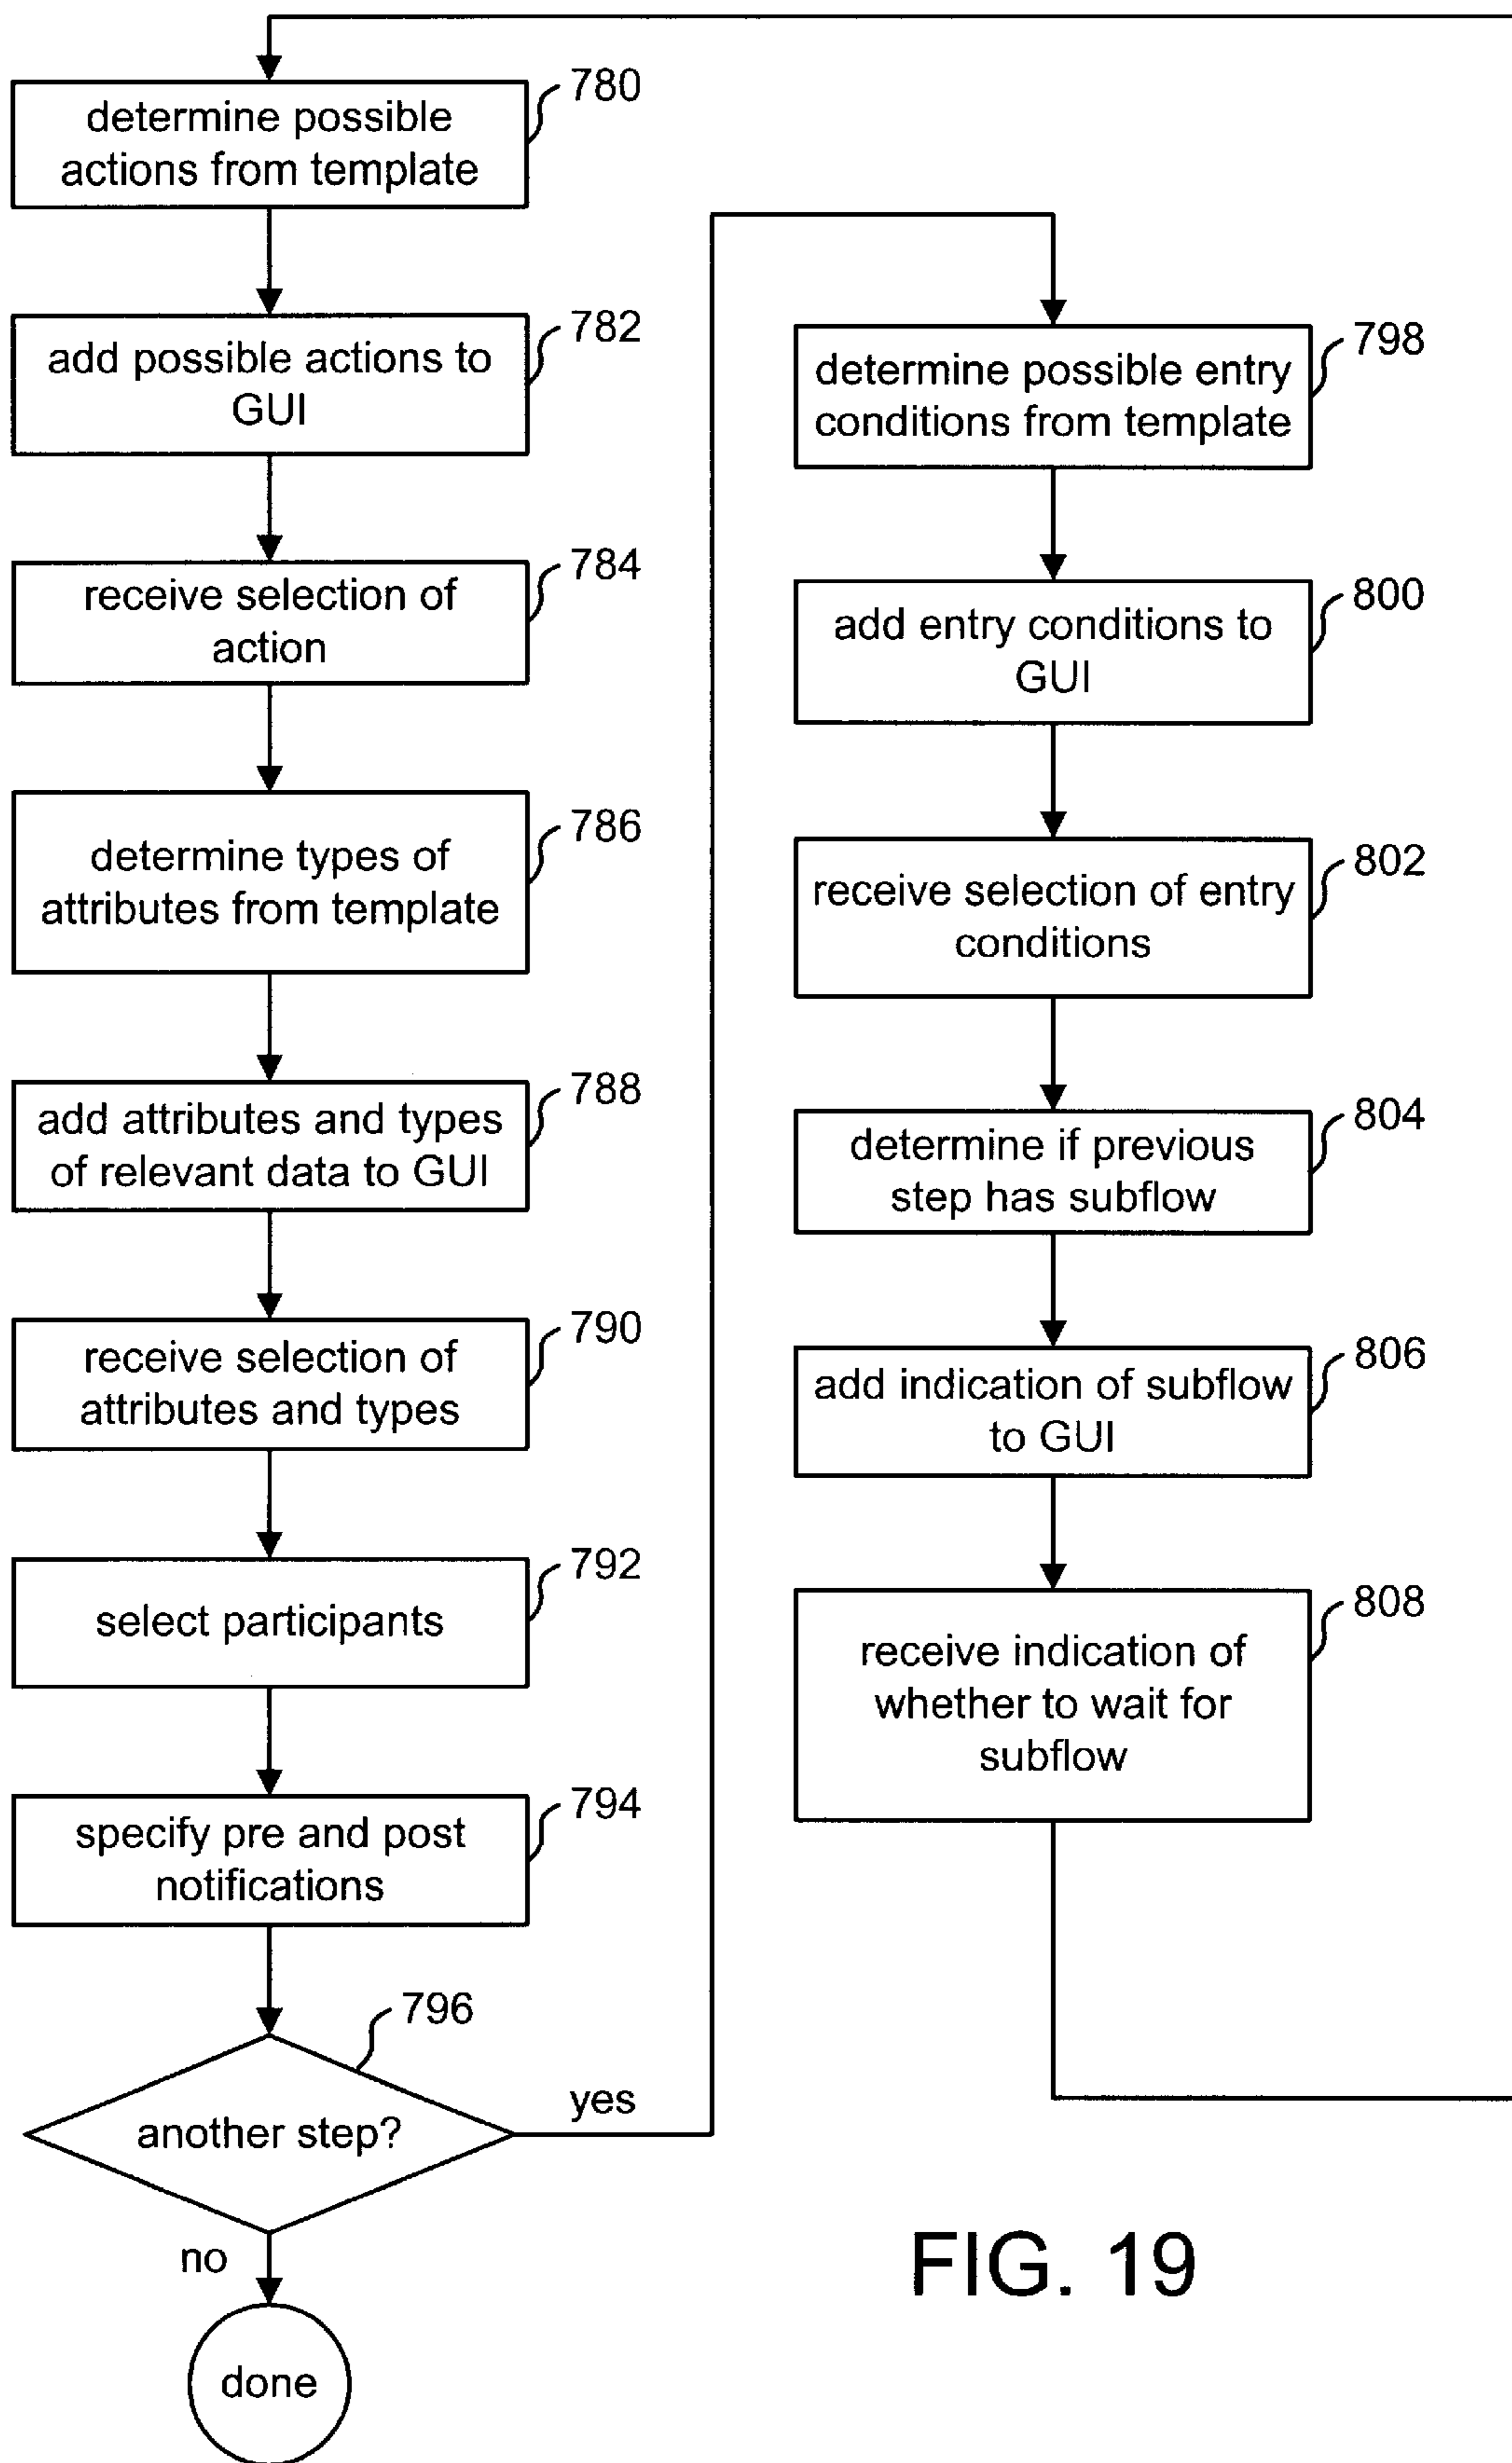 780
determine possible
actions from template
782
add possible actions to
GUI
784
receive selection of
action
786
determine types of
attributes from template
788
add attributes and types
of relevant data to GUI
790
receive selection of
attributes and types
792
select participants
794
specify pre and post
notifications
796
another step?
yes
no
done
798
determine possible entry
conditions from template
800
add entry conditions to
GUI
802
receive selection of entry
conditions
804
determine if previous
step has subflow
806
add indication of subflow
to GUI
808
receive indication of
whether to wait for
subflow
FIG. 19